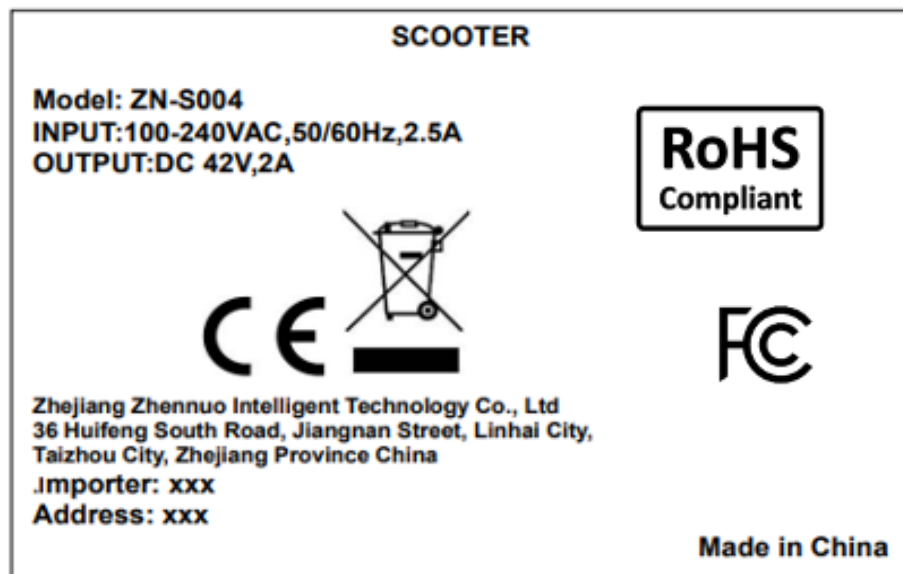 SCOOTER
Model: ZN-S004
INPUT:100-240VAC,50/60Hz,2.5A
OUTPUT:DC 42V,2A
RoHS
Compliant
CE
FC
Zhejiang Zhennuo Intelligent Technology Co., Ltd
36 Huifeng South Road, Jiangnan Street, Linhai City,
Taizhou City, Zhejiang Province China
.Importer: xxx
Address: xxx
Made in China